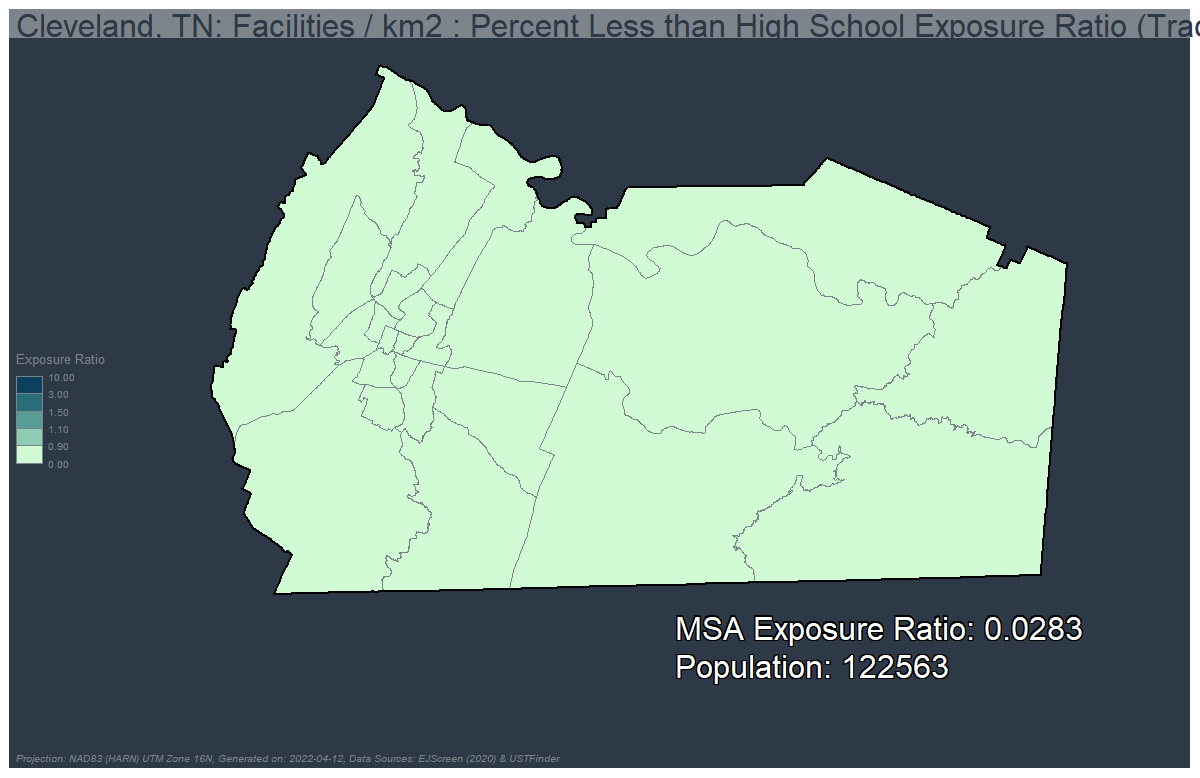 Cleveland, TN: Facilities / km2 : Percent Less than High School Exposure Ratio (Trac
Exposure Ratio
10.00
3.00
1.50
1.10
0.90
0.00
MSA Exposure Ratio: 0.0283
Population: 122563
Projection: NAD83 (HARN) UTM Zone 16N, Generated on: 2022-04-12, Data Sources: EJScreen (2020) & USTFinder